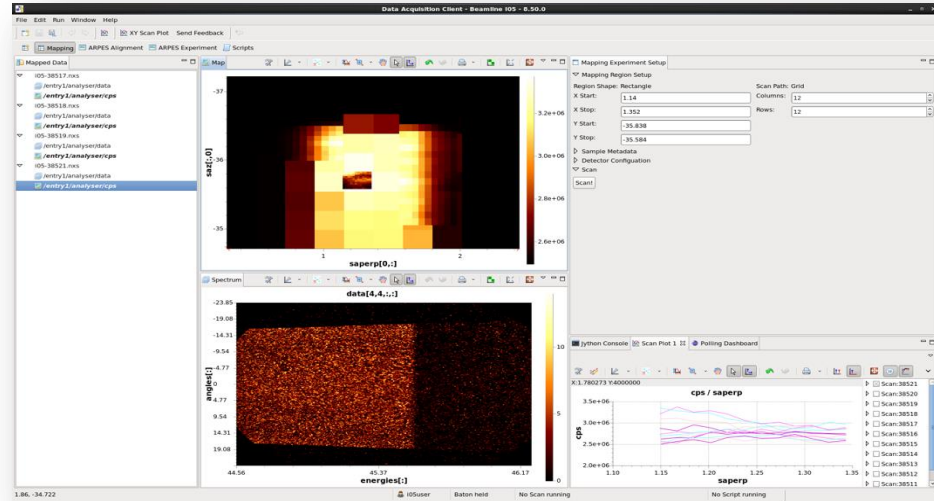 Data Acquisition Client - Beamline I05 - 8.50.0
File Edit Run Window Help
XY Scan Plot Send Feedback
Mapping ARPES Alignment ARPES Experiment Scripts
Mapped Data
i05-38517.nxs
/entry1/analyser/data
/entry1/analyser/cps
i05-38518.nxs
/entry1/analyser/data
/entry1/analyser/cps
i05-38519.nxs
/entry1/analyser/data
/entry1/analyser/cps
i05-38521.nxs
/entry1/analyser/data
/entry1/analyser/cps
Map
-37
-36
-35
saz[:,0]
1 2
saperp[0,:]
3.2e+06
3.0e+06
2.8e+06
2.6e+06
Spectrum
data[4,4,:,:]
-23.85
-19.08
-14.31
-9.54
-4.77
0
4.77
9.54
14.31
19.08
angles[:]
44.56 45.37 46.17
energies[:]
10
5
0
Mapping Experiment Setup
Mapping Region Setup
Region Shape: Rectangle Scan Path: Grid
X Start: 1.14 Columns: 12
X Stop: 1.352 Rows: 12
Y Start: -35.838
Y Stop: -35.584
Sample Metadata
Detector Configuation
Scan
Scan!
Jython Console Scan Plot 1 Polling Dashboard
X:1.780273 Y:4000000
cps / saperp
3.5e+06
3.0e+06
2.5e+06
2.0e+06
cps
1.10 1.15 1.20 1.25 1.30 1.35
saperp
Scan:38521
Scan:38520
Scan:38519
Scan:38518
Scan:38517
Scan:38516
Scan:38515
Scan:38514
Scan:38513
Scan:38512
Scan:38511
1.86, -34.722 i05user Baton held No Scan running No Script running